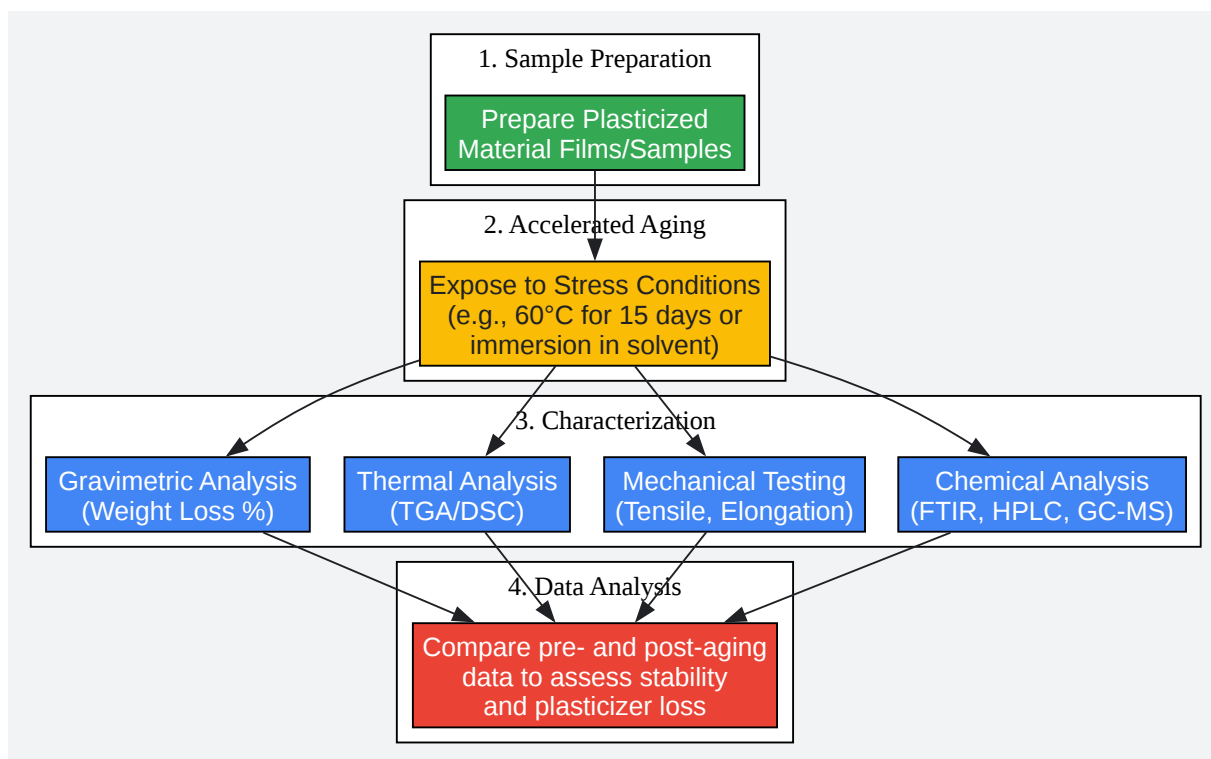 1. Sample Preparation
Prepare Plasticized
Material Films/Samples
2. Accelerated Aging
Expose to Stress Conditions
(e.g., 60°C for 15 days or
immersion in solvent)
3. Characterization
Gravimetric Analysis
(Weight Loss %)
Thermal Analysis
(TGA/DSC)
Mechanical Testing
(Tensile, Elongation)
Chemical Analysis
(FTIR, HPLC, GC-MS)
4. Data Analysis
Compare pre- and post-aging
data to assess stability
and plasticizer loss